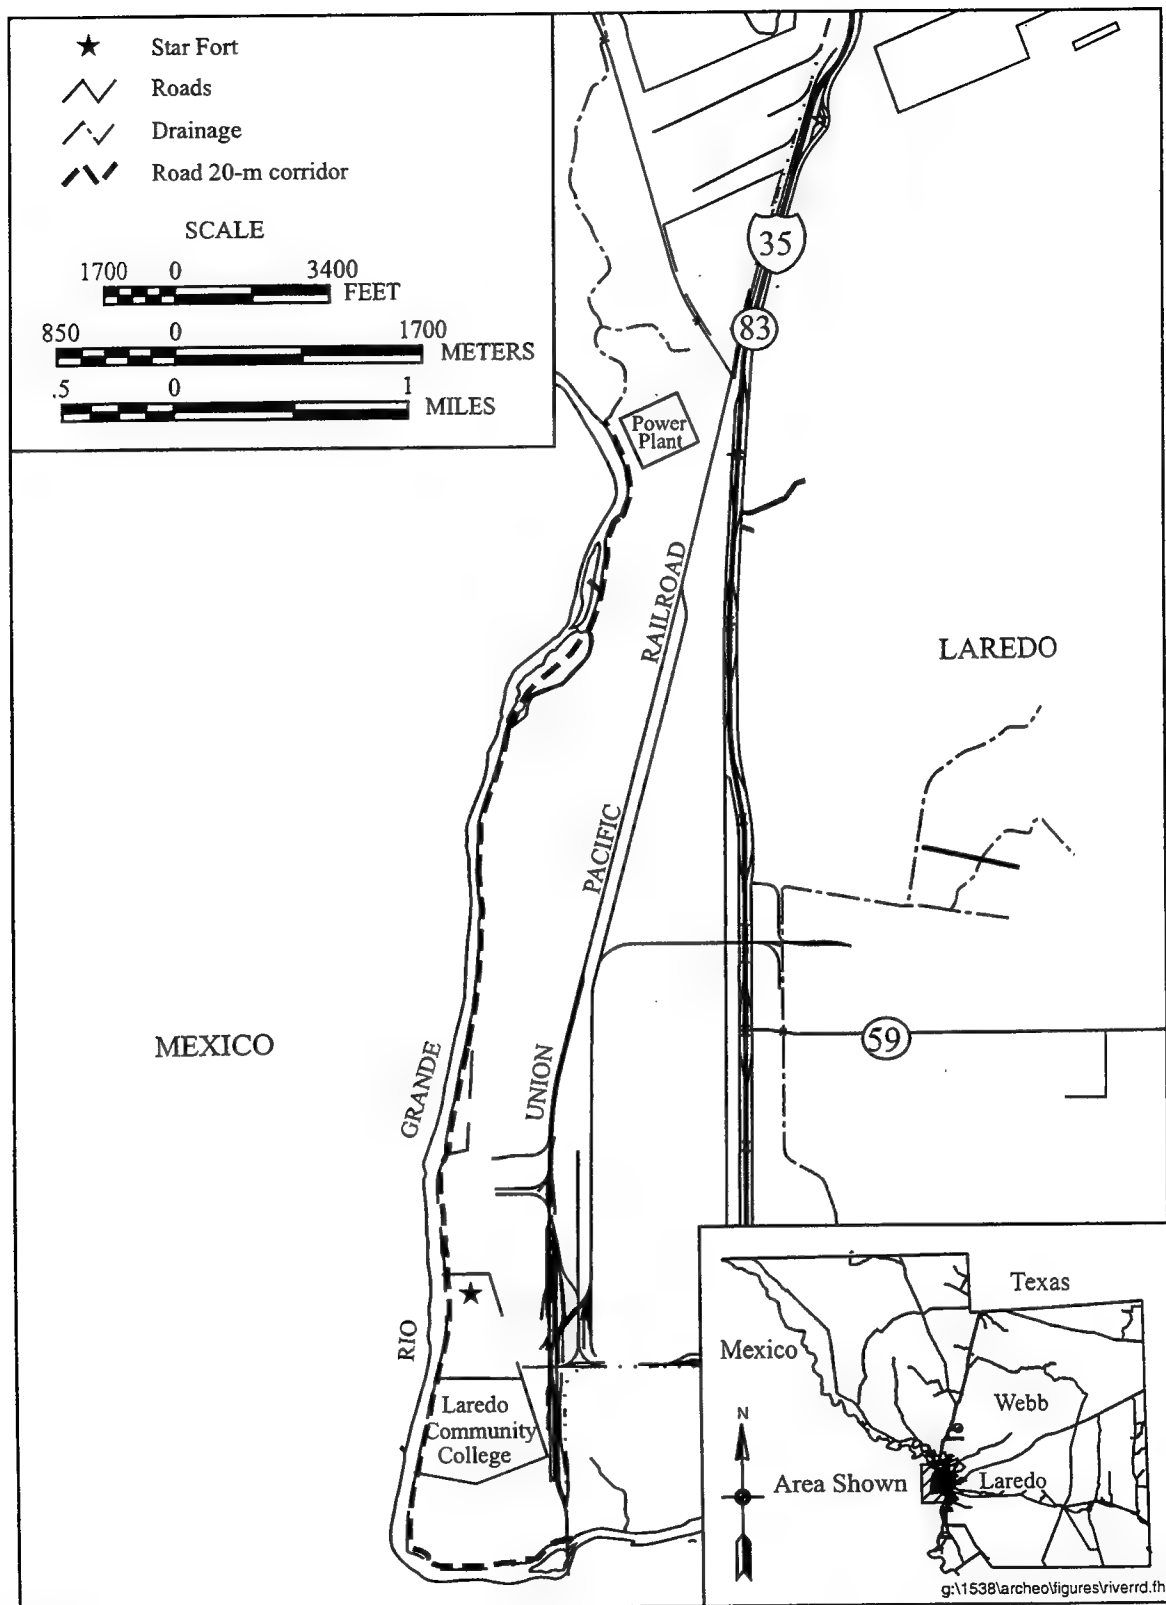 Star Fort
Roads
Drainage
Road 20-m corridor
SCALE
1700 0 3400
FEET
850 0 1700
METERS
.5 0 1
MILES
35
83
Power
Plant
RAILROAD
LAREDO
PACIFIC
MEXICO
59
GRANDE
UNION
RIO
Laredo
Community
College
Texas
Mexico
Webb
N
Area Shown
Laredo
g:\1538\archeo\figures\riverrd.fh